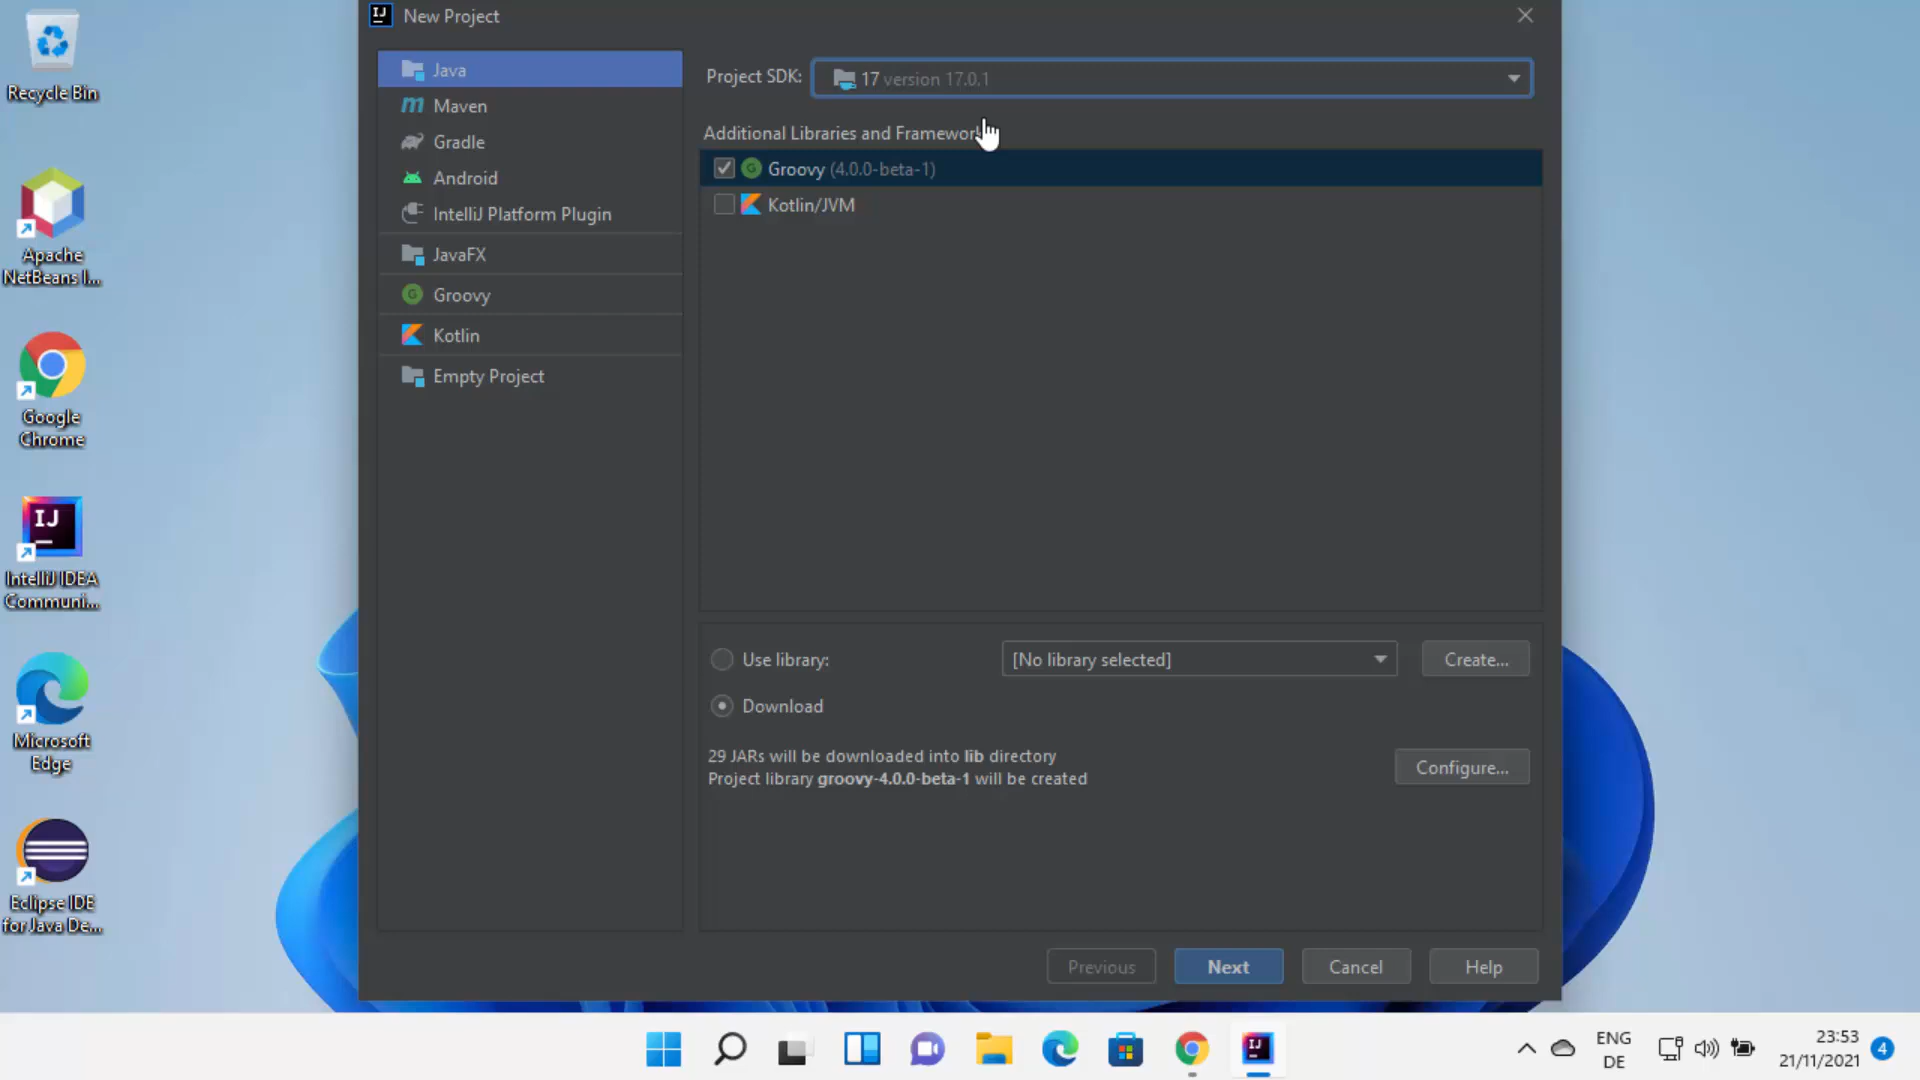 New Project
Recycle Bin
Apache
NetBeans I...
Google
Chrome
IntelliJ IDEA
Communi...
Microsoft
Edge
Eclipse IDE
for Java De...
Java
Maven
Gradle
Android
IntelliJ Platform Plugin
JavaFX
Groovy
Kotlin
Empty Project
Project SDK: 17 version 17.0.1
Additional Libraries and Framework
Groovy (4.0.0-beta-1)
Kotlin/JVM
Use library: [No library selected] Create...
Download
29 JARs will be downloaded into lib directory
Project library groovy-4.0.0-beta-1 will be created
Configure...
Previous Next Cancel Help
ENG
DE
23:53
21/11/2021
4